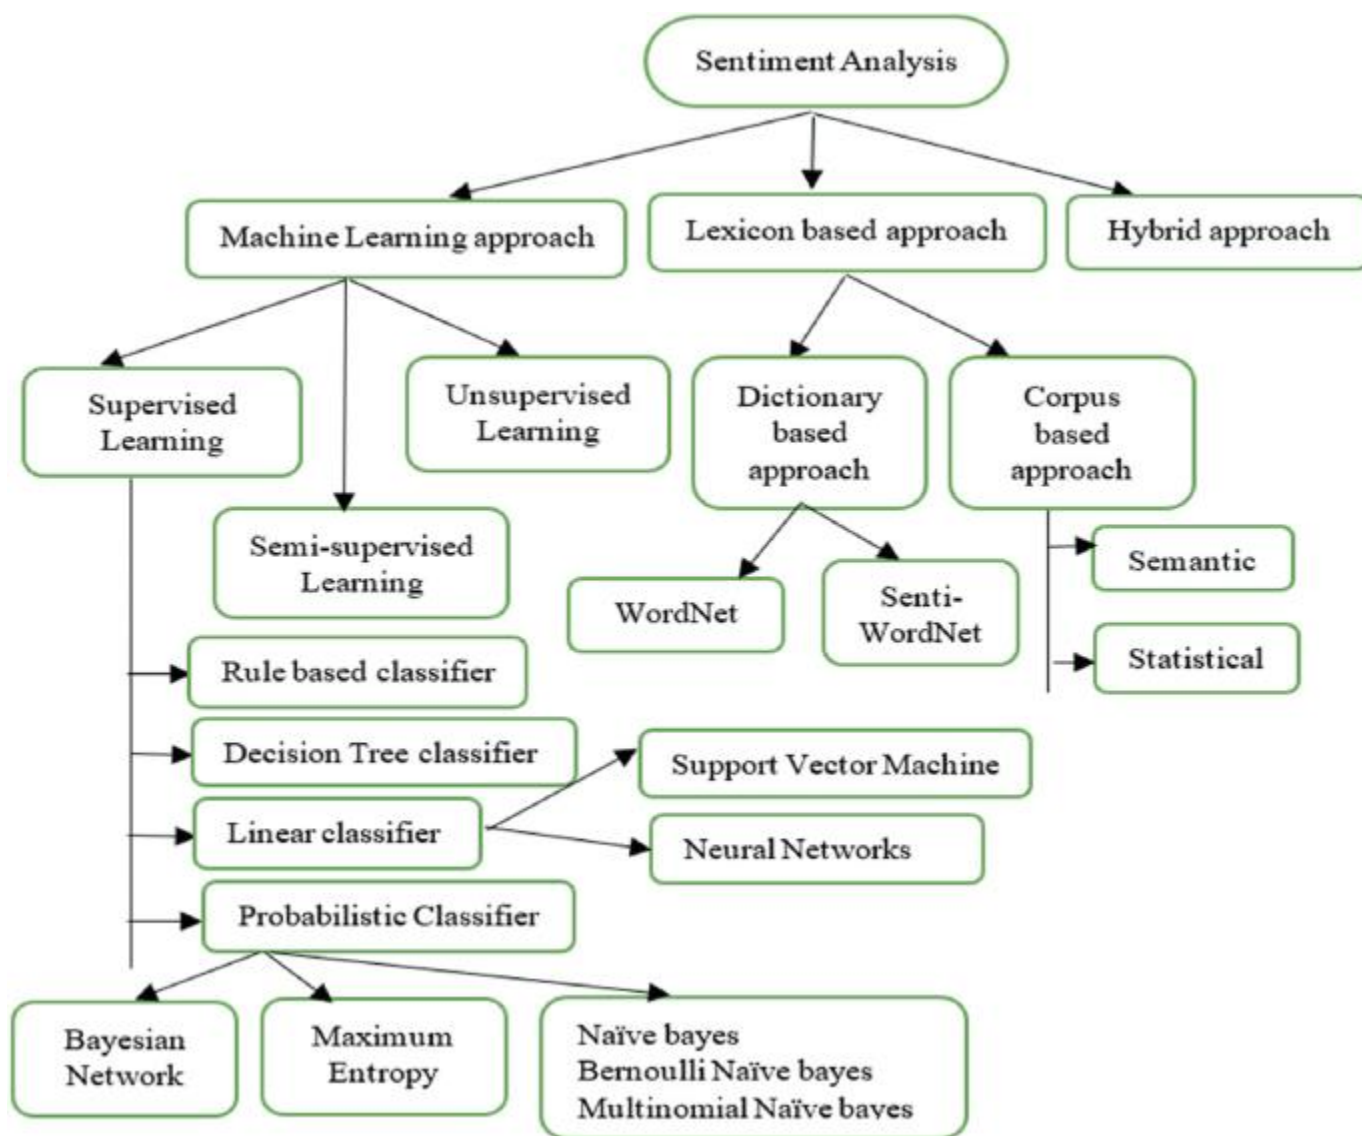 Sentiment Analysis
Machine Learning approach
Lexicon based approach
Hybrid approach
Supervised
Learning
Unsupervised
Learning
Dictionary
based
approach
Corpus
based
approach
Semi-supervised
Learning
WordNet
Senti-
WordNet
Semantic
Statistical
Rule based classifier
Decision Tree classifier
Support Vector Machine
Linear classifier
Neural Networks
Probabilistic Classifier
Bayesian
Network
Maximum
Entropy
Naïve bayes
Bernoulli Naïve bayes
Multinomial Naïve bayes